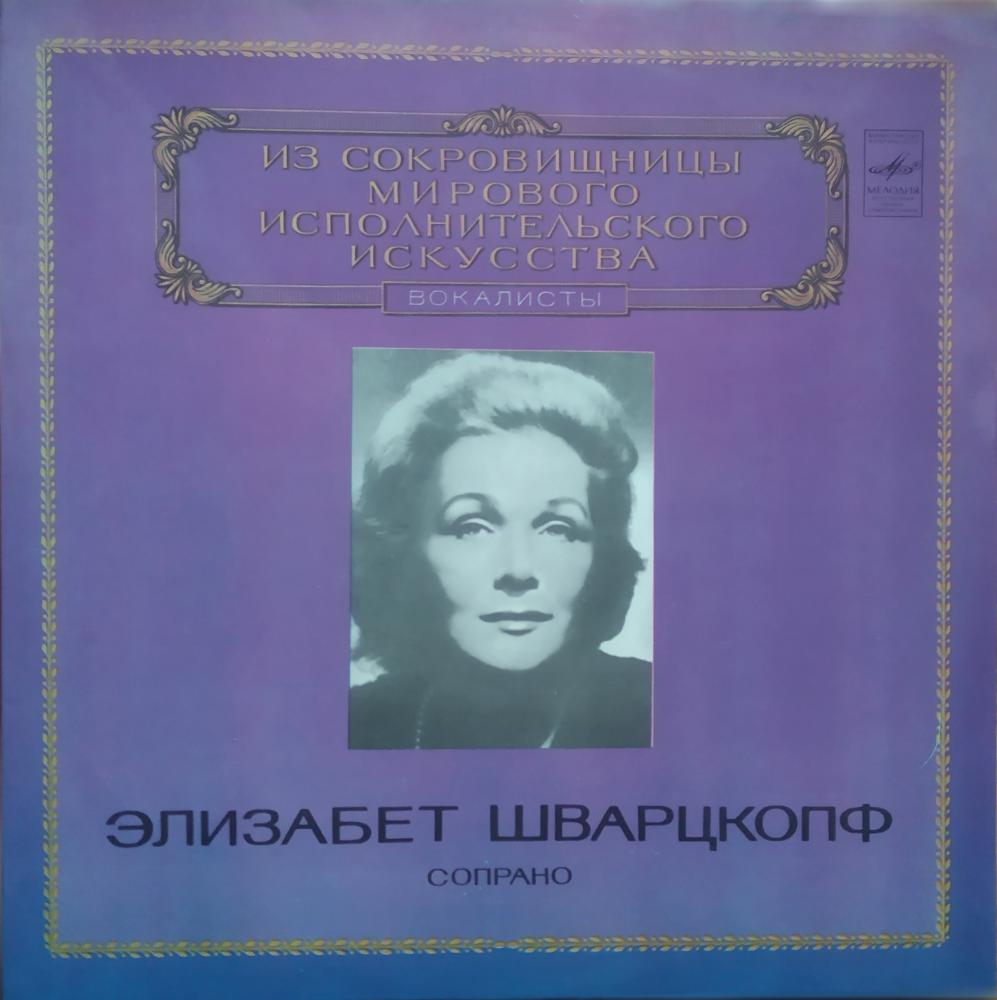 ИЗ СОКРОВИЩНИЦЫ
МИРОВОГО
ИСПОЛНИТЕЛЬСКОГО
ИСКУССТВА
ВОКАЛИСТЫ
МЕЛОДИЯ
ЭЛИЗАБЕТ ШВАРЦКОПФ
СОПРАНО